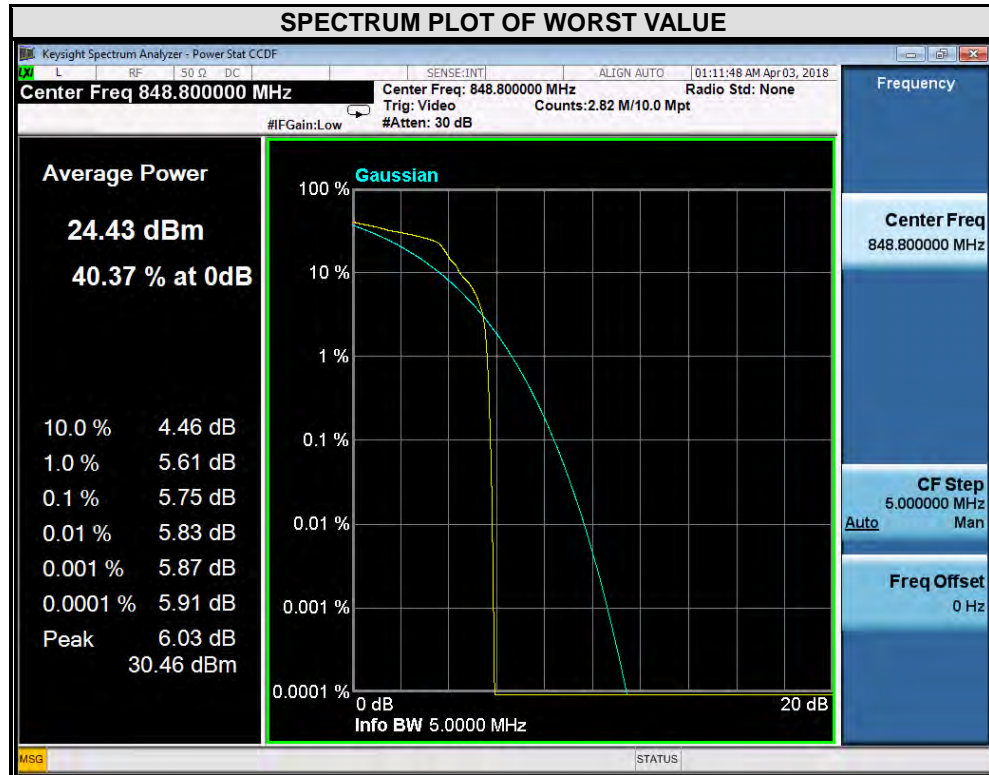 SPECTRUM PLOT OF WORST VALUE
Keysight Spectrum Analyzer - Power Stat CCDF
LXI L RF 50 Ω DC SENSE:INT ALIGN AUTO 01:11:48 AM Apr 03, 2018
Center Freq 848.800000 MHz
Center Freq: 848.800000 MHz Radio Std: None
Trig: Video Counts:2.82 M/10.0 Mpt
#IFGain:Low #Atten: 30 dB
Average Power
24.43 dBm
40.37 % at 0dB
10.0 % 4.46 dB
1.0 % 5.61 dB
0.1 % 5.75 dB
0.01 % 5.83 dB
0.001 % 5.87 dB
0.0001 % 5.91 dB
Peak 6.03 dB
30.46 dBm
Gaussian
100 %
10 %
1 %
0.1 %
0.01 %
0.001 %
0.0001 %
0 dB 20 dB
Info BW 5.0000 MHz
Frequency
Center Freq
848.800000 MHz
CF Step
5.000000 MHz
Auto Man
Freq Offset
0 Hz
MSG STATUS